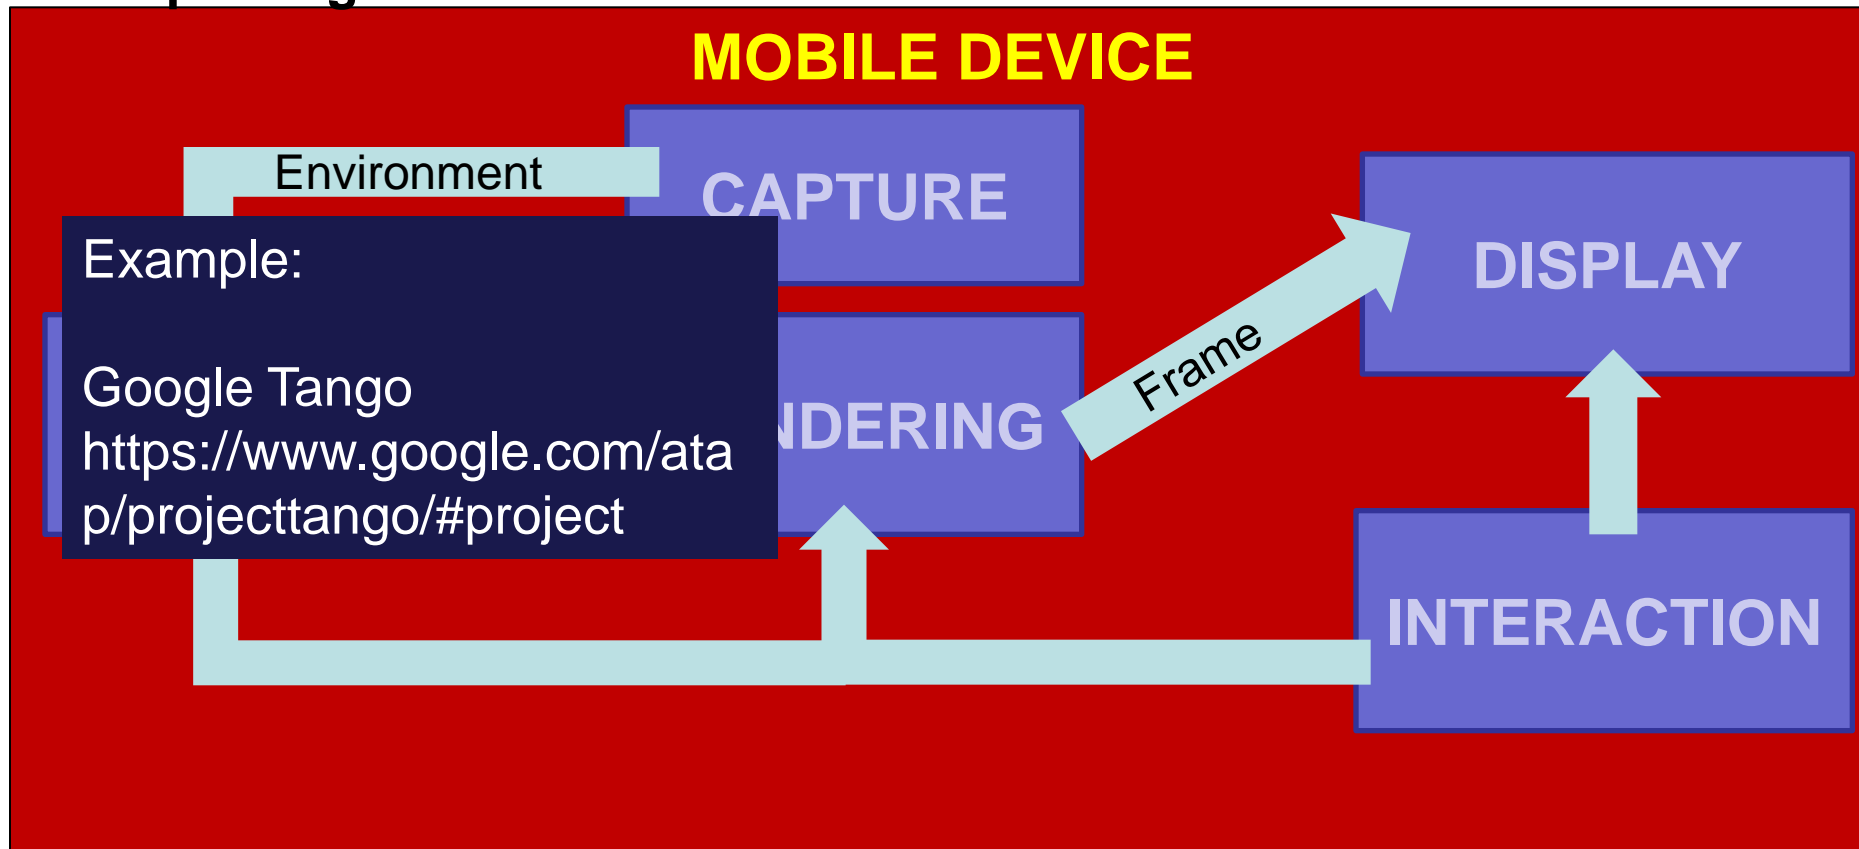 MOBILE DEVICE
Environment
CAPTURE
DISPLAY
Example:
Google Tango
https://www.google.com/ata
p/projecttango/#project
NDERING
Frame
INTERACTION